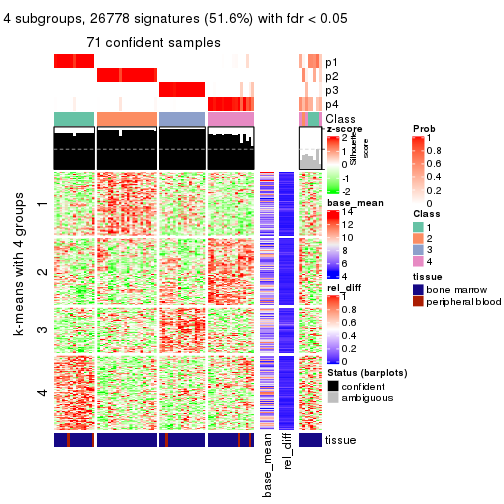 4 subgroups, 26778 signatures (51.6%) with fdr < 0.05
71 confident samples
p1
p2
p3
p4
Class
Silhouette
score
k-means with 4 groups
1
2
3
4
tissue
base_mean
rel_diff
z-score
2
1
0
-1
-2
base_mean
14
12
10
8
6
4
rel_diff
1
0.8
0.6
0.4
0.2
0
Status (barplots)
confident
ambiguous
Prob
1
0.8
0.6
0.4
0.2
0
Class
1
2
3
4
tissue
bone marrow
peripheral blood